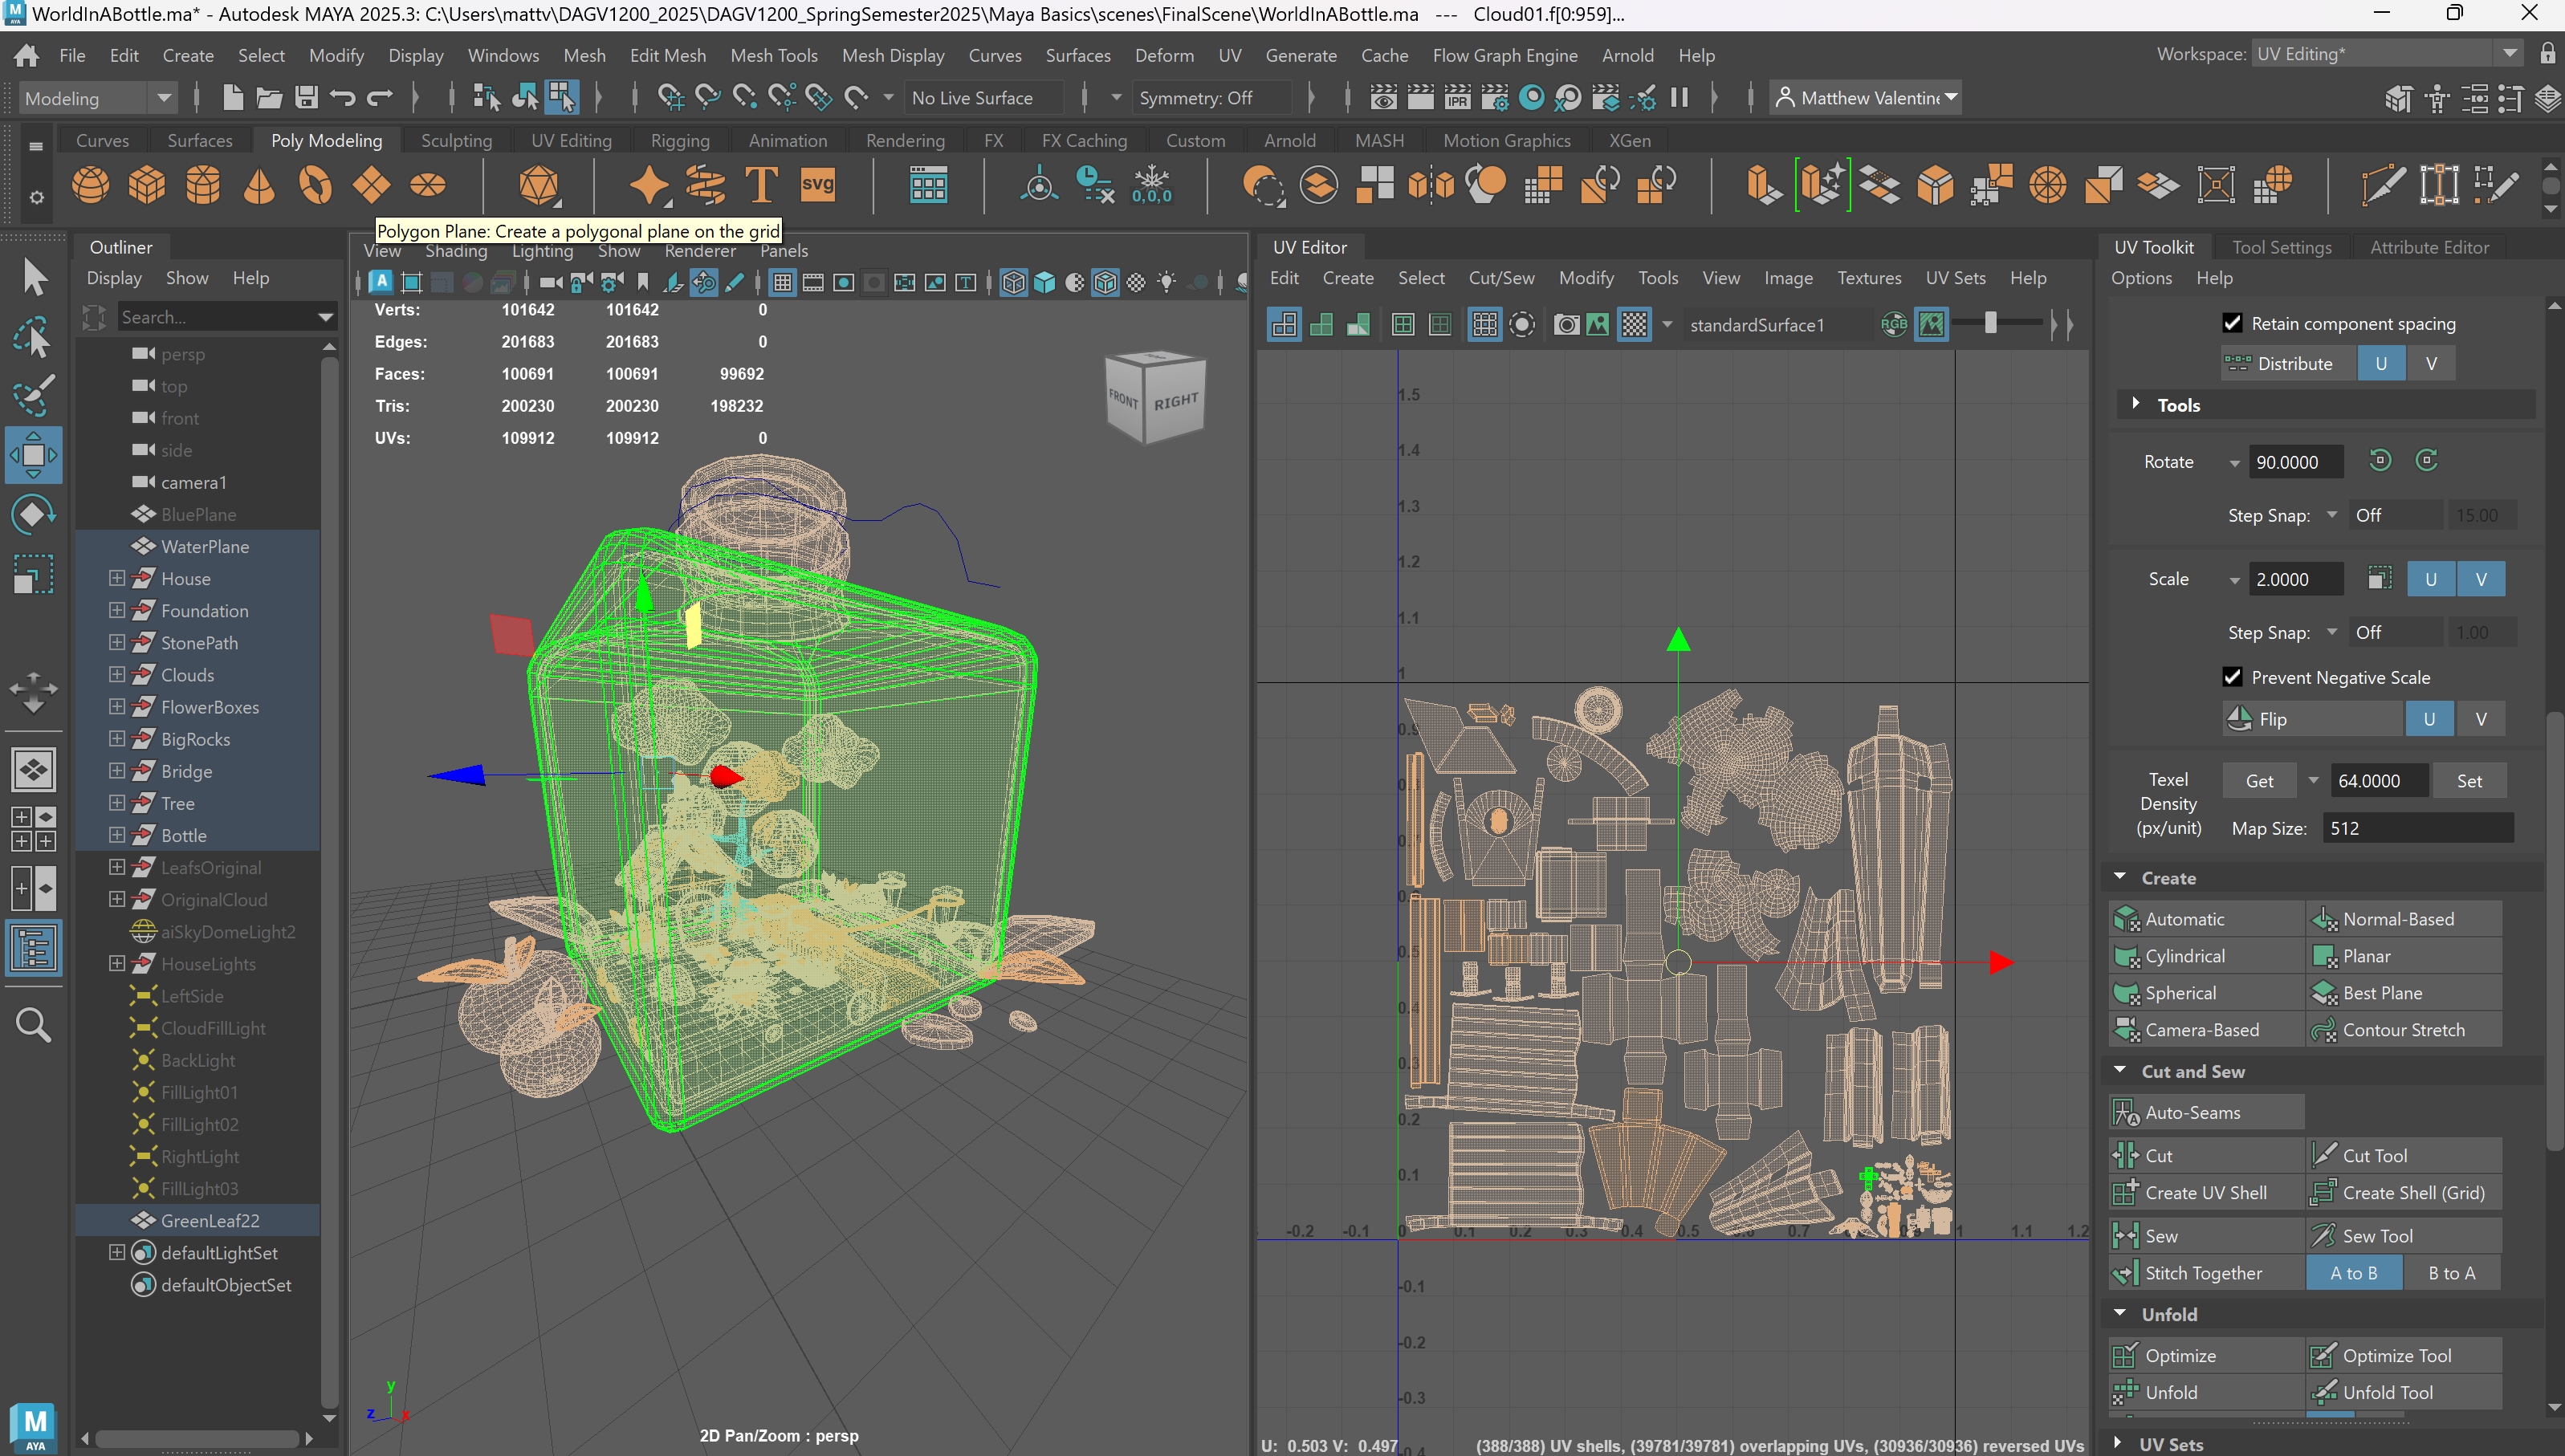 WorldInABottle.ma* - Autodesk MAYA 2025.3: C:\Users\mattv\DAGV1200_2025\DAGV1200_SpringSemester2025\Maya Basics\scenes\FinalScene\WorldInABottle.ma --- Cloud01.f[0:959]...
File Edit Create Select Modify Display Windows Mesh Edit Mesh Mesh Tools Mesh Display Curves Surfaces Deform UV Generate Cache Flow Graph Engine Arnold Help Workspace: UV Editing*
Modeling No Live Surface Symmetry: Off Matthew Valentin
Curves Surfaces Poly Modeling Sculpting UV Editing Rigging Animation Rendering FX FX Caching Custom Arnold MASH Motion Graphics XGen
T svg 0,0,0
Polygon Plane: Create a polygonal plane on the grid
Outliner
Display Show Help
Search...
persp
top
front
side
camera1
BluePlane
WaterPlane
House
Foundation
StonePath
Clouds
FlowerBoxes
BigRocks
Bridge
Tree
Bottle
LeafsOriginal
OriginalCloud
aiSkyDomeLight2
HouseLights
LeftSide
CloudFillLight
BackLight
FillLight01
FillLight02
RightLight
FillLight03
GreenLeaf22
defaultLightSet
defaultObjectSet
View Shading Lighting Show Renderer Panels
Verts: 101642 101642 0
Edges: 201683 201683 0
Faces: 100691 100691 99692
Tris: 200230 200230 198232
UVs: 109912 109912 0
FRONT RIGHT
y
z x
2D Pan/Zoom : persp
UV Editor
Edit Create Select Cut/Sew Modify Tools View Image Textures UV Sets Help
standardSurface1 RGB
1.5
1.4
1.3
1.2
1.1
1
0.5
0.4
0.3
0.2
0.1
-0.2 -0.1 0 0.1 0.2 0.3 0.4 0.5 0.7 1 1.1 1.2
-0.1
-0.2
-0.3
U: 0.503 V: 0.497 (388/388) UV shells, (39781/39781) overlapping UVs, (30936/30936) reversed UVs
UV Toolkit Tool Settings Attribute Editor
Options Help
Retain component spacing
Distribute U V
Tools
Rotate 90.0000
Step Snap: Off 15.00
Scale 2.0000 U V
Step Snap: Off 1.00
Prevent Negative Scale
Flip U V
Texel Density (px/unit) Get 64.0000 Set
Map Size: 512
Create
Automatic Normal-Based
Cylindrical Planar
Spherical Best Plane
Camera-Based Contour Stretch
Cut and Sew
Auto-Seams
Cut Cut Tool
Create UV Shell Create Shell (Grid)
Sew Sew Tool
Stitch Together A to B B to A
Unfold
Optimize Optimize Tool
Unfold Unfold Tool
UV Sets
M
AYA